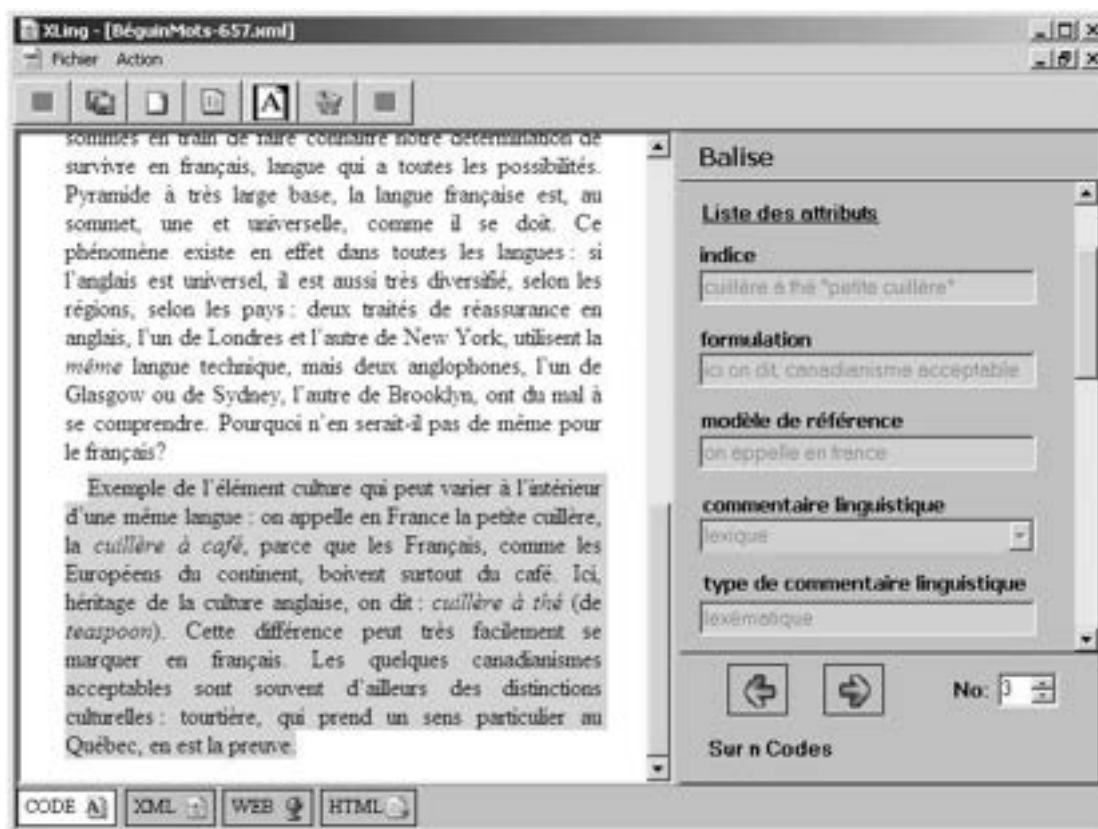 XLing - [BéguinMots-657.xml]
Fichier Action
sommes en train de faire connaître notre détermination de
survivre en français, langue qui a toutes les possibilités.
Pyramide à très large base, la langue française est, au
sommet, une et universelle, comme il se doit. Ce
phénomène existe en effet dans toutes les langues : si
l'anglais est universel, il est aussi très diversifié, selon les
régions, selon les pays : deux traités de réassurance en
anglais, l'un de Londres et l'autre de New York, utilisent la
même langue technique, mais deux anglophones, l'un de
Glasgow ou de Sydney, l'autre de Brooklyn, ont du mal à
se comprendre. Pourquoi n'en serait-il pas de même pour
le français?
Exemple de l'élément culture qui peut varier à l'intérieur
d'une même langue : on appelle en France la petite cuillère,
la cuillère à café, parce que les Français, comme les
Européens du continent, boivent surtout du café. Ici,
héritage de la culture anglaise, on dit : cuillère à thé (de
teaspoon). Cette différence peut très facilement se
marquer en français. Les quelques canadianismes
acceptables sont souvent d'ailleurs des distinctions
culturelles : tourtière, qui prend un sens particulier au
Québec, en est la preuve.
Balise
Liste des attributs
indice
cuillère à thé "petite cuillère"
formulation
ici on dit, canadianisme acceptable
modèle de référence
on appelle en france
commentaire linguistique
lexique
type de commentaire linguistique
lexématique
No: 3
Sur n Codes
CODE A XML WEB HTML